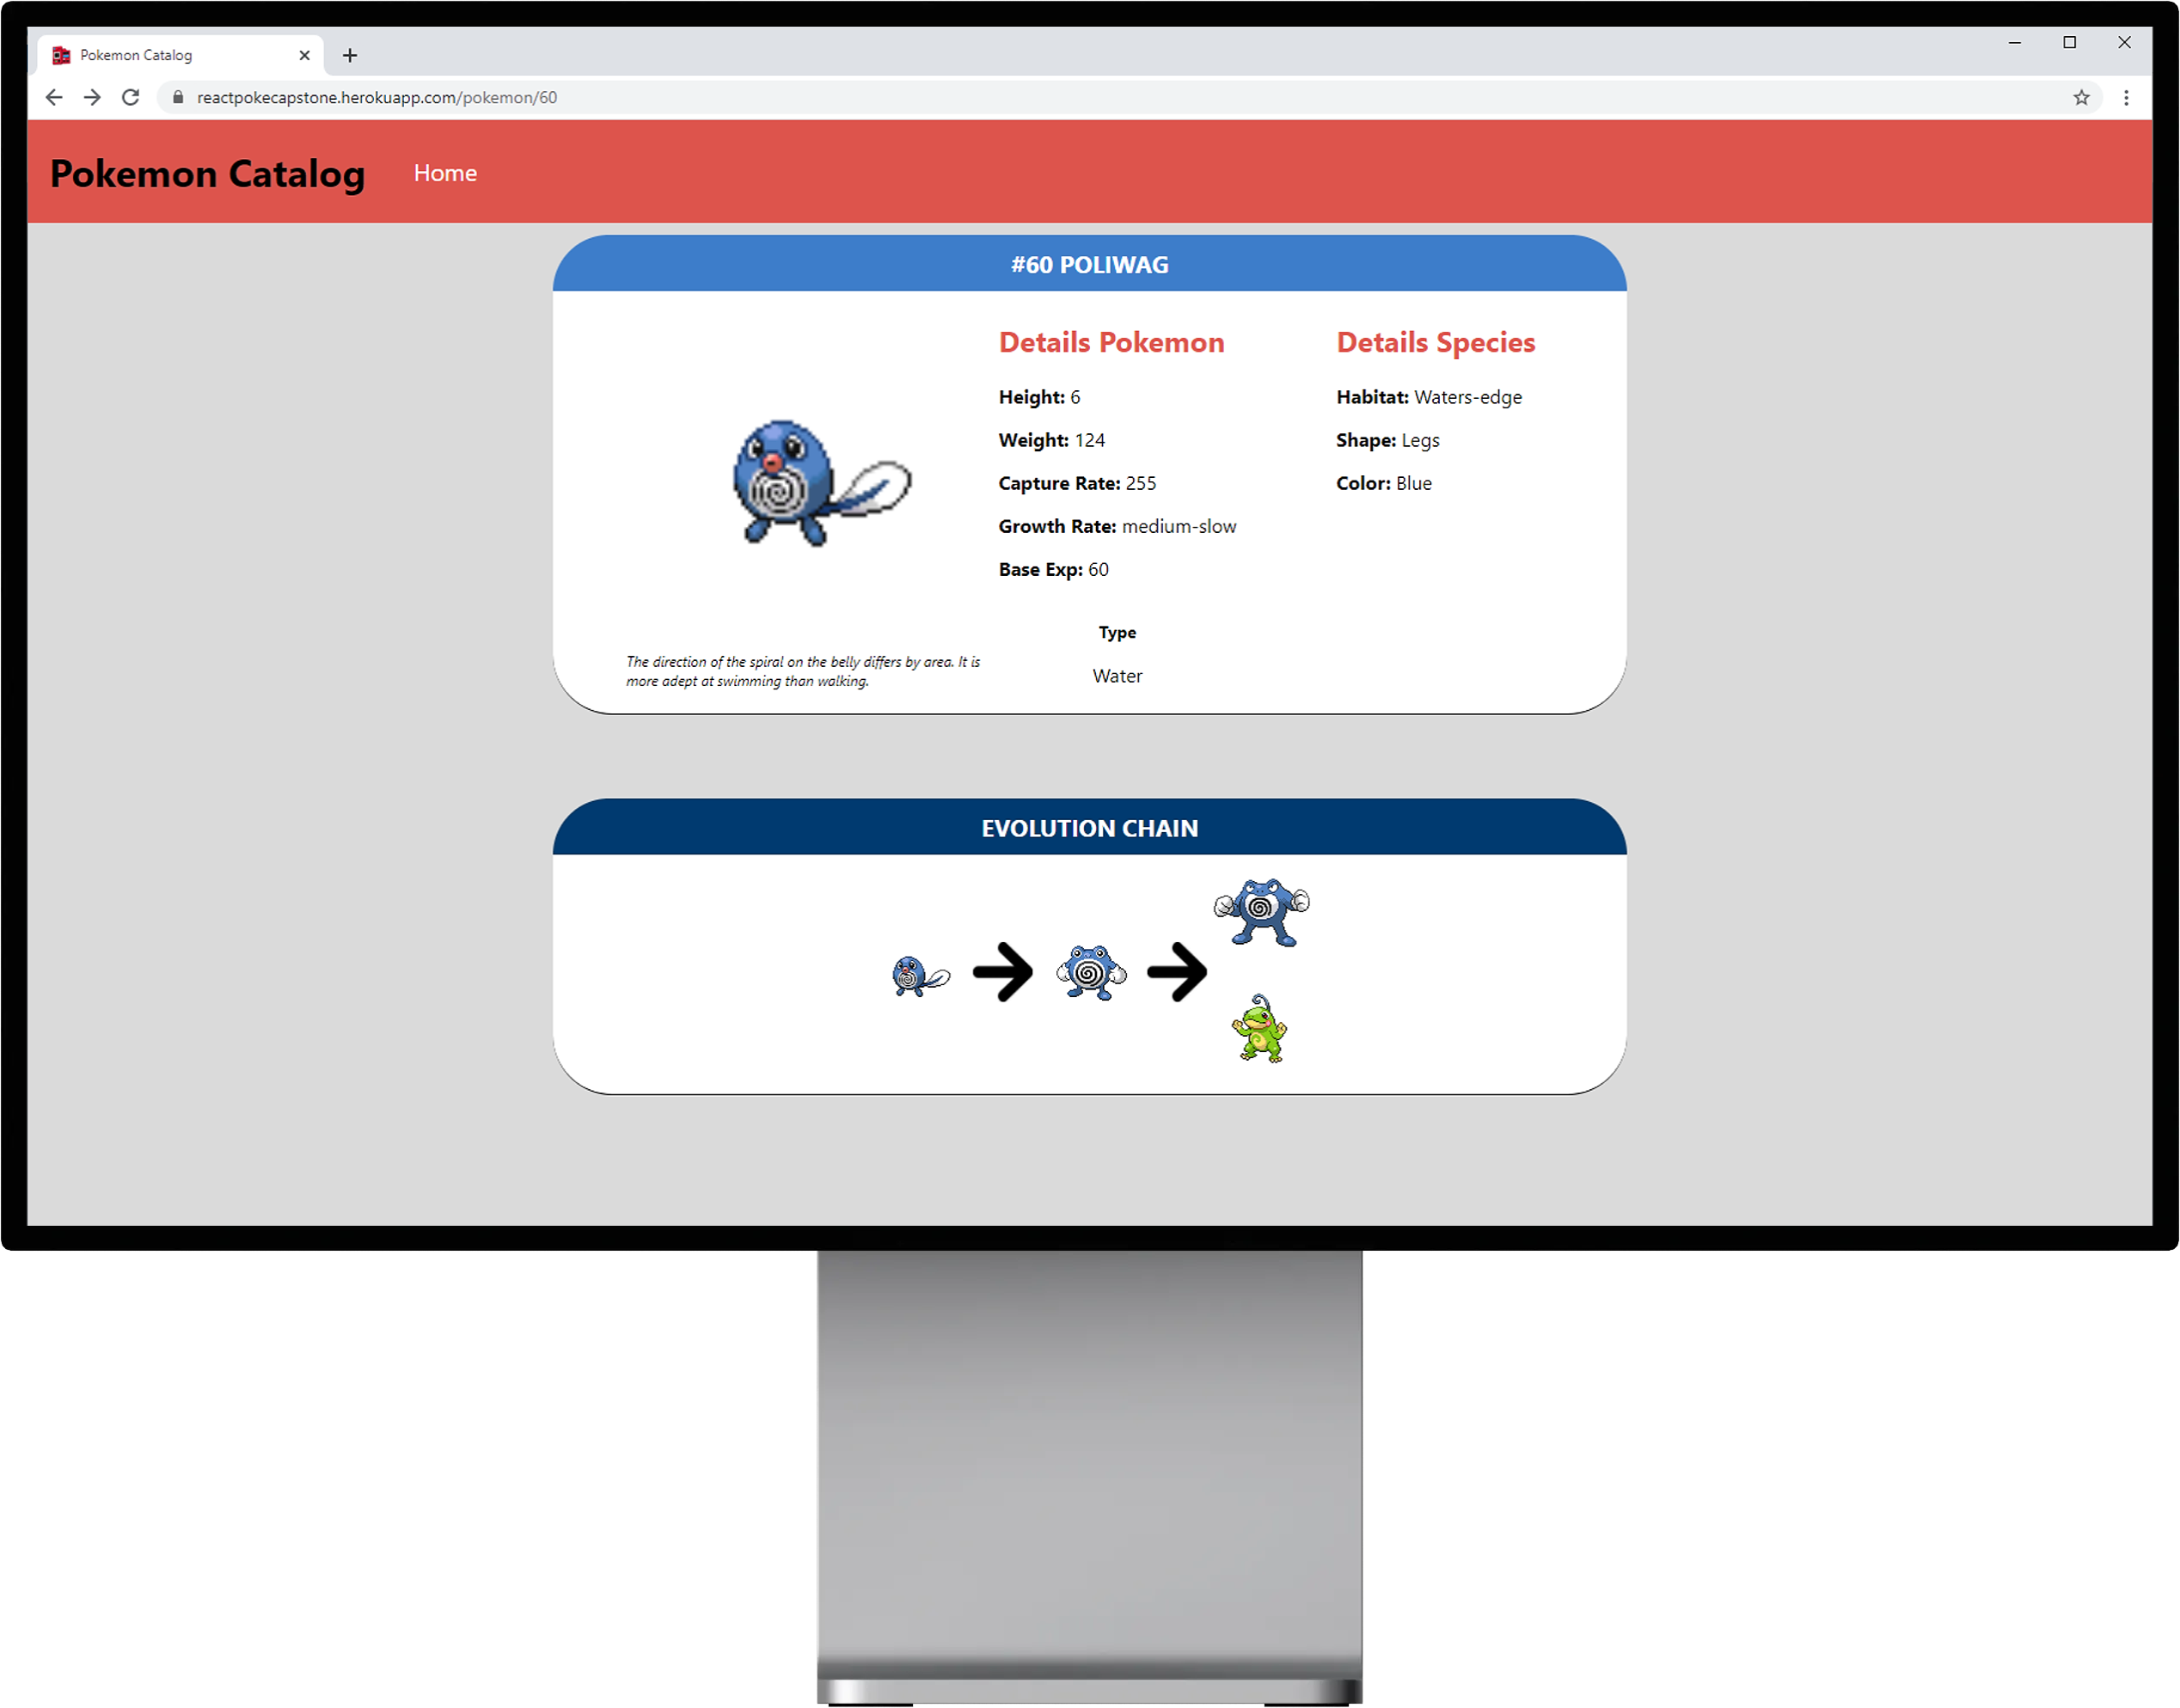 Pokemon Catalog
reactpokecapstone.herokuapp.com/pokemon/60
Pokemon Catalog Home
#60 POLIWAG
Details Pokemon
Height: 6
Weight: 124
Capture Rate: 255
Growth Rate: medium-slow
Base Exp: 60
Details Species
Habitat: Waters-edge
Shape: Legs
Color: Blue
The direction of the spiral on the belly differs by area. It is
more adept at swimming than walking.
Type
Water
EVOLUTION CHAIN